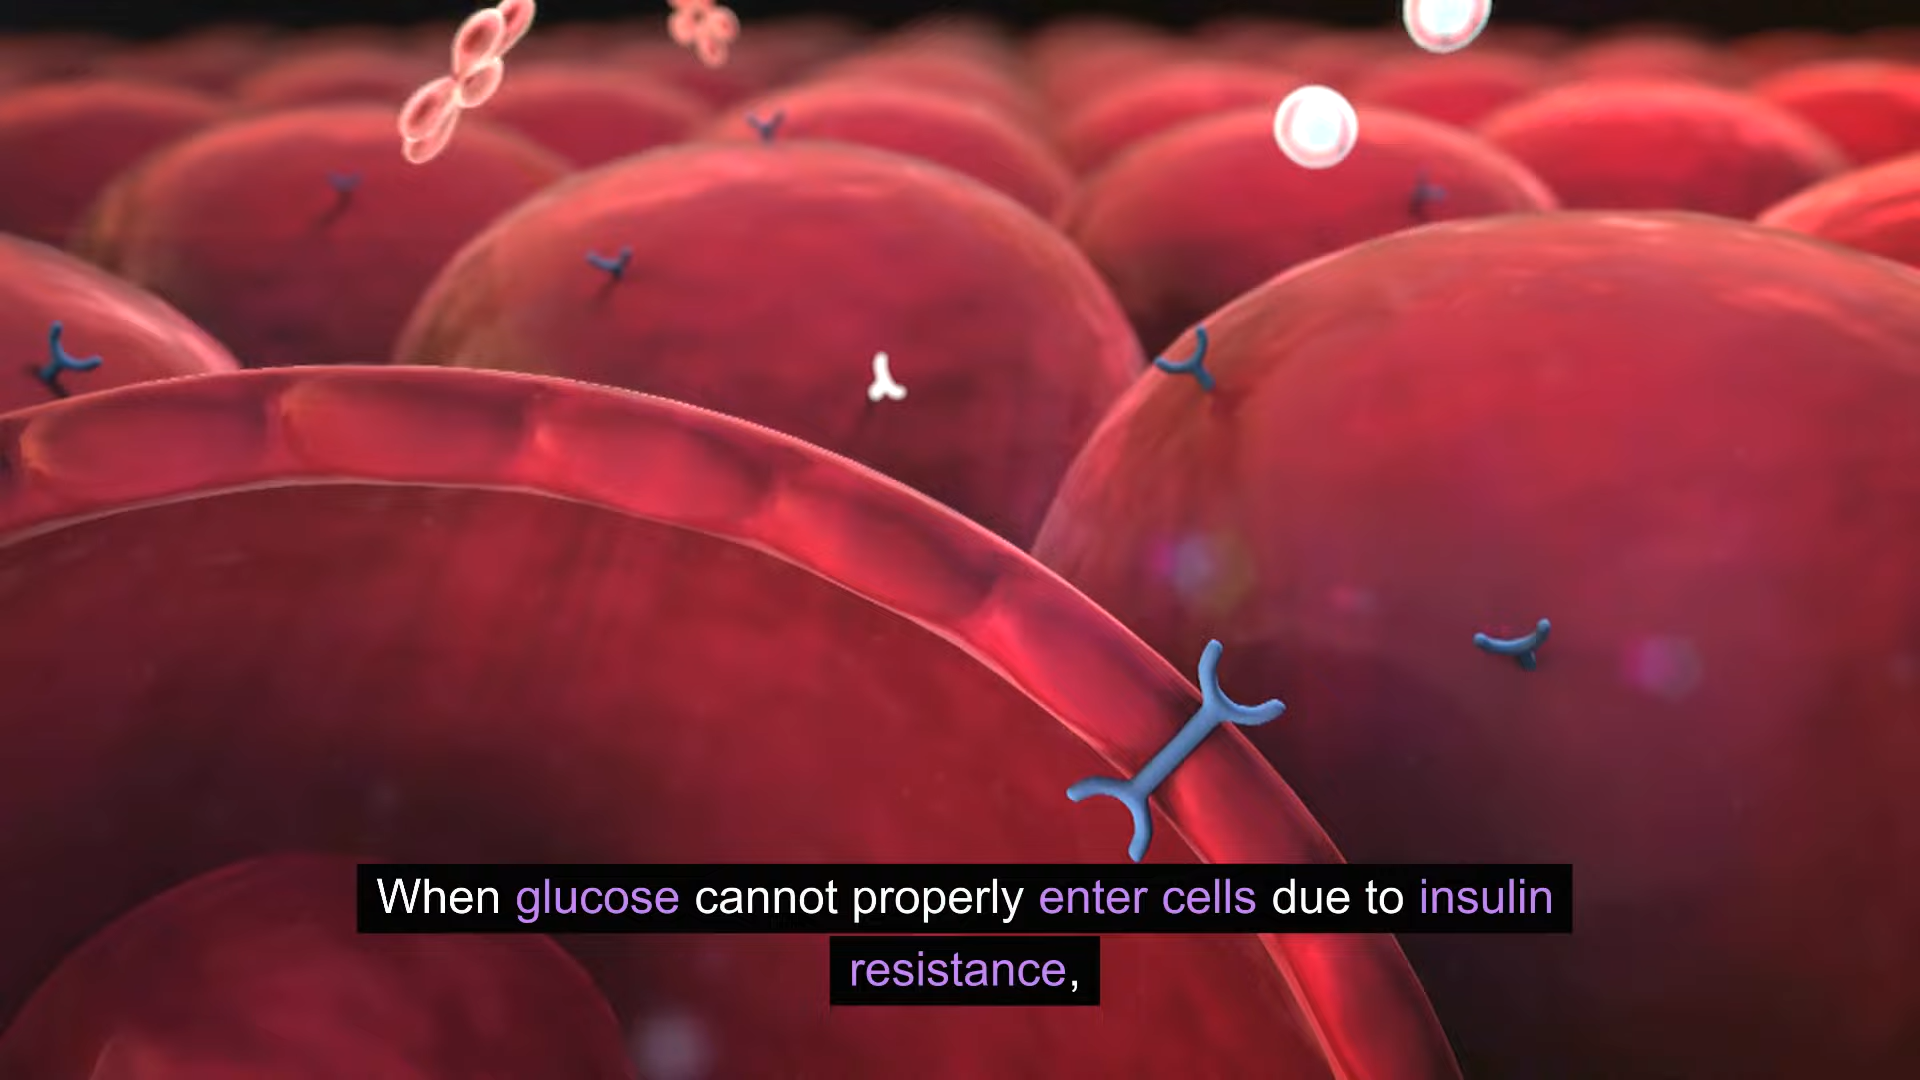 When glucose cannot properly enter cells due to insulin
resistance,